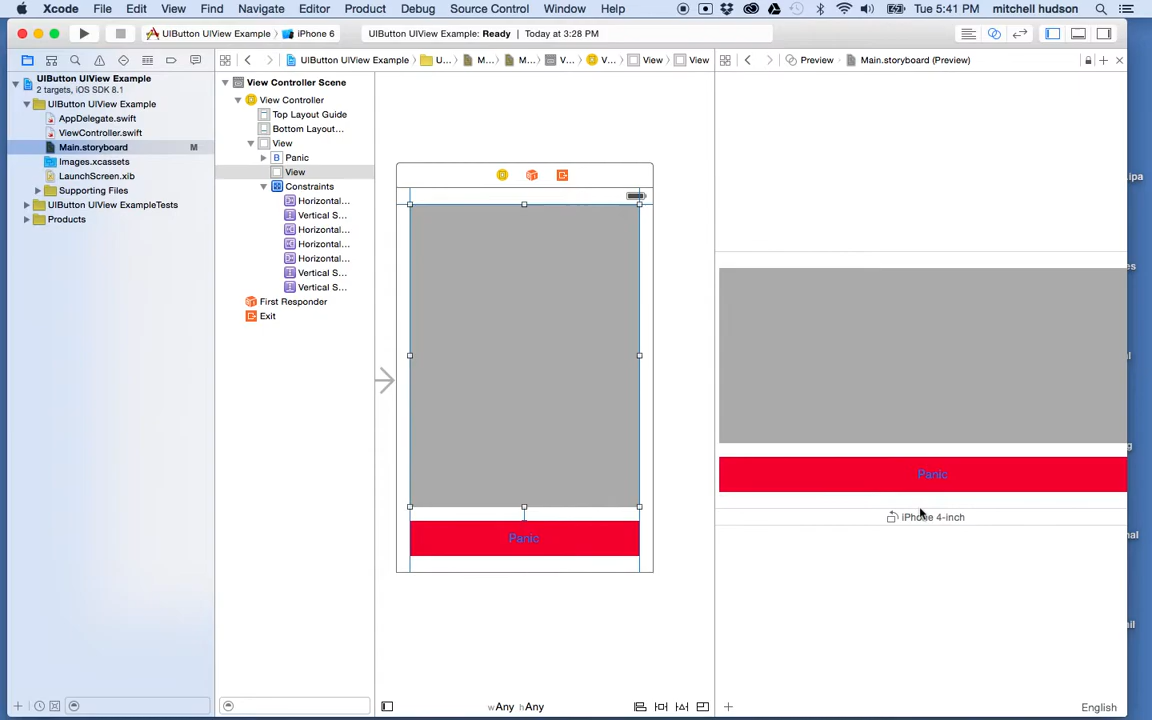 Xcode File Edit View Find Navigate Editor Product Debug Source Control Window Help Tue 5:41 PM mitchell hudson
UIButton UIView Example iPhone 6 UIButton UIView Example: Ready Today at 3:28 PM
UIButton UIView Example U... M... M... V... V... View View Preview Main.storyboard (Preview)
UIButton UIView Example
2 targets, iOS SDK 8.1
UIButton UIView Example
AppDelegate.swift
ViewController.swift
Main.storyboard M
Images.xcassets
LaunchScreen.xib
Supporting Files
UIButton UIView ExampleTests
Products
View Controller Scene
View Controller
Top Layout Guide
Bottom Layout...
View
B Panic
View
Constraints
Horizontal...
Vertical S...
Horizontal...
Horizontal...
Horizontal...
Vertical S...
Vertical S...
First Responder
Exit
Panic
wAny hAny
Panic
iPhone 4-inch
English
.ipa
es
al
g
nal
il